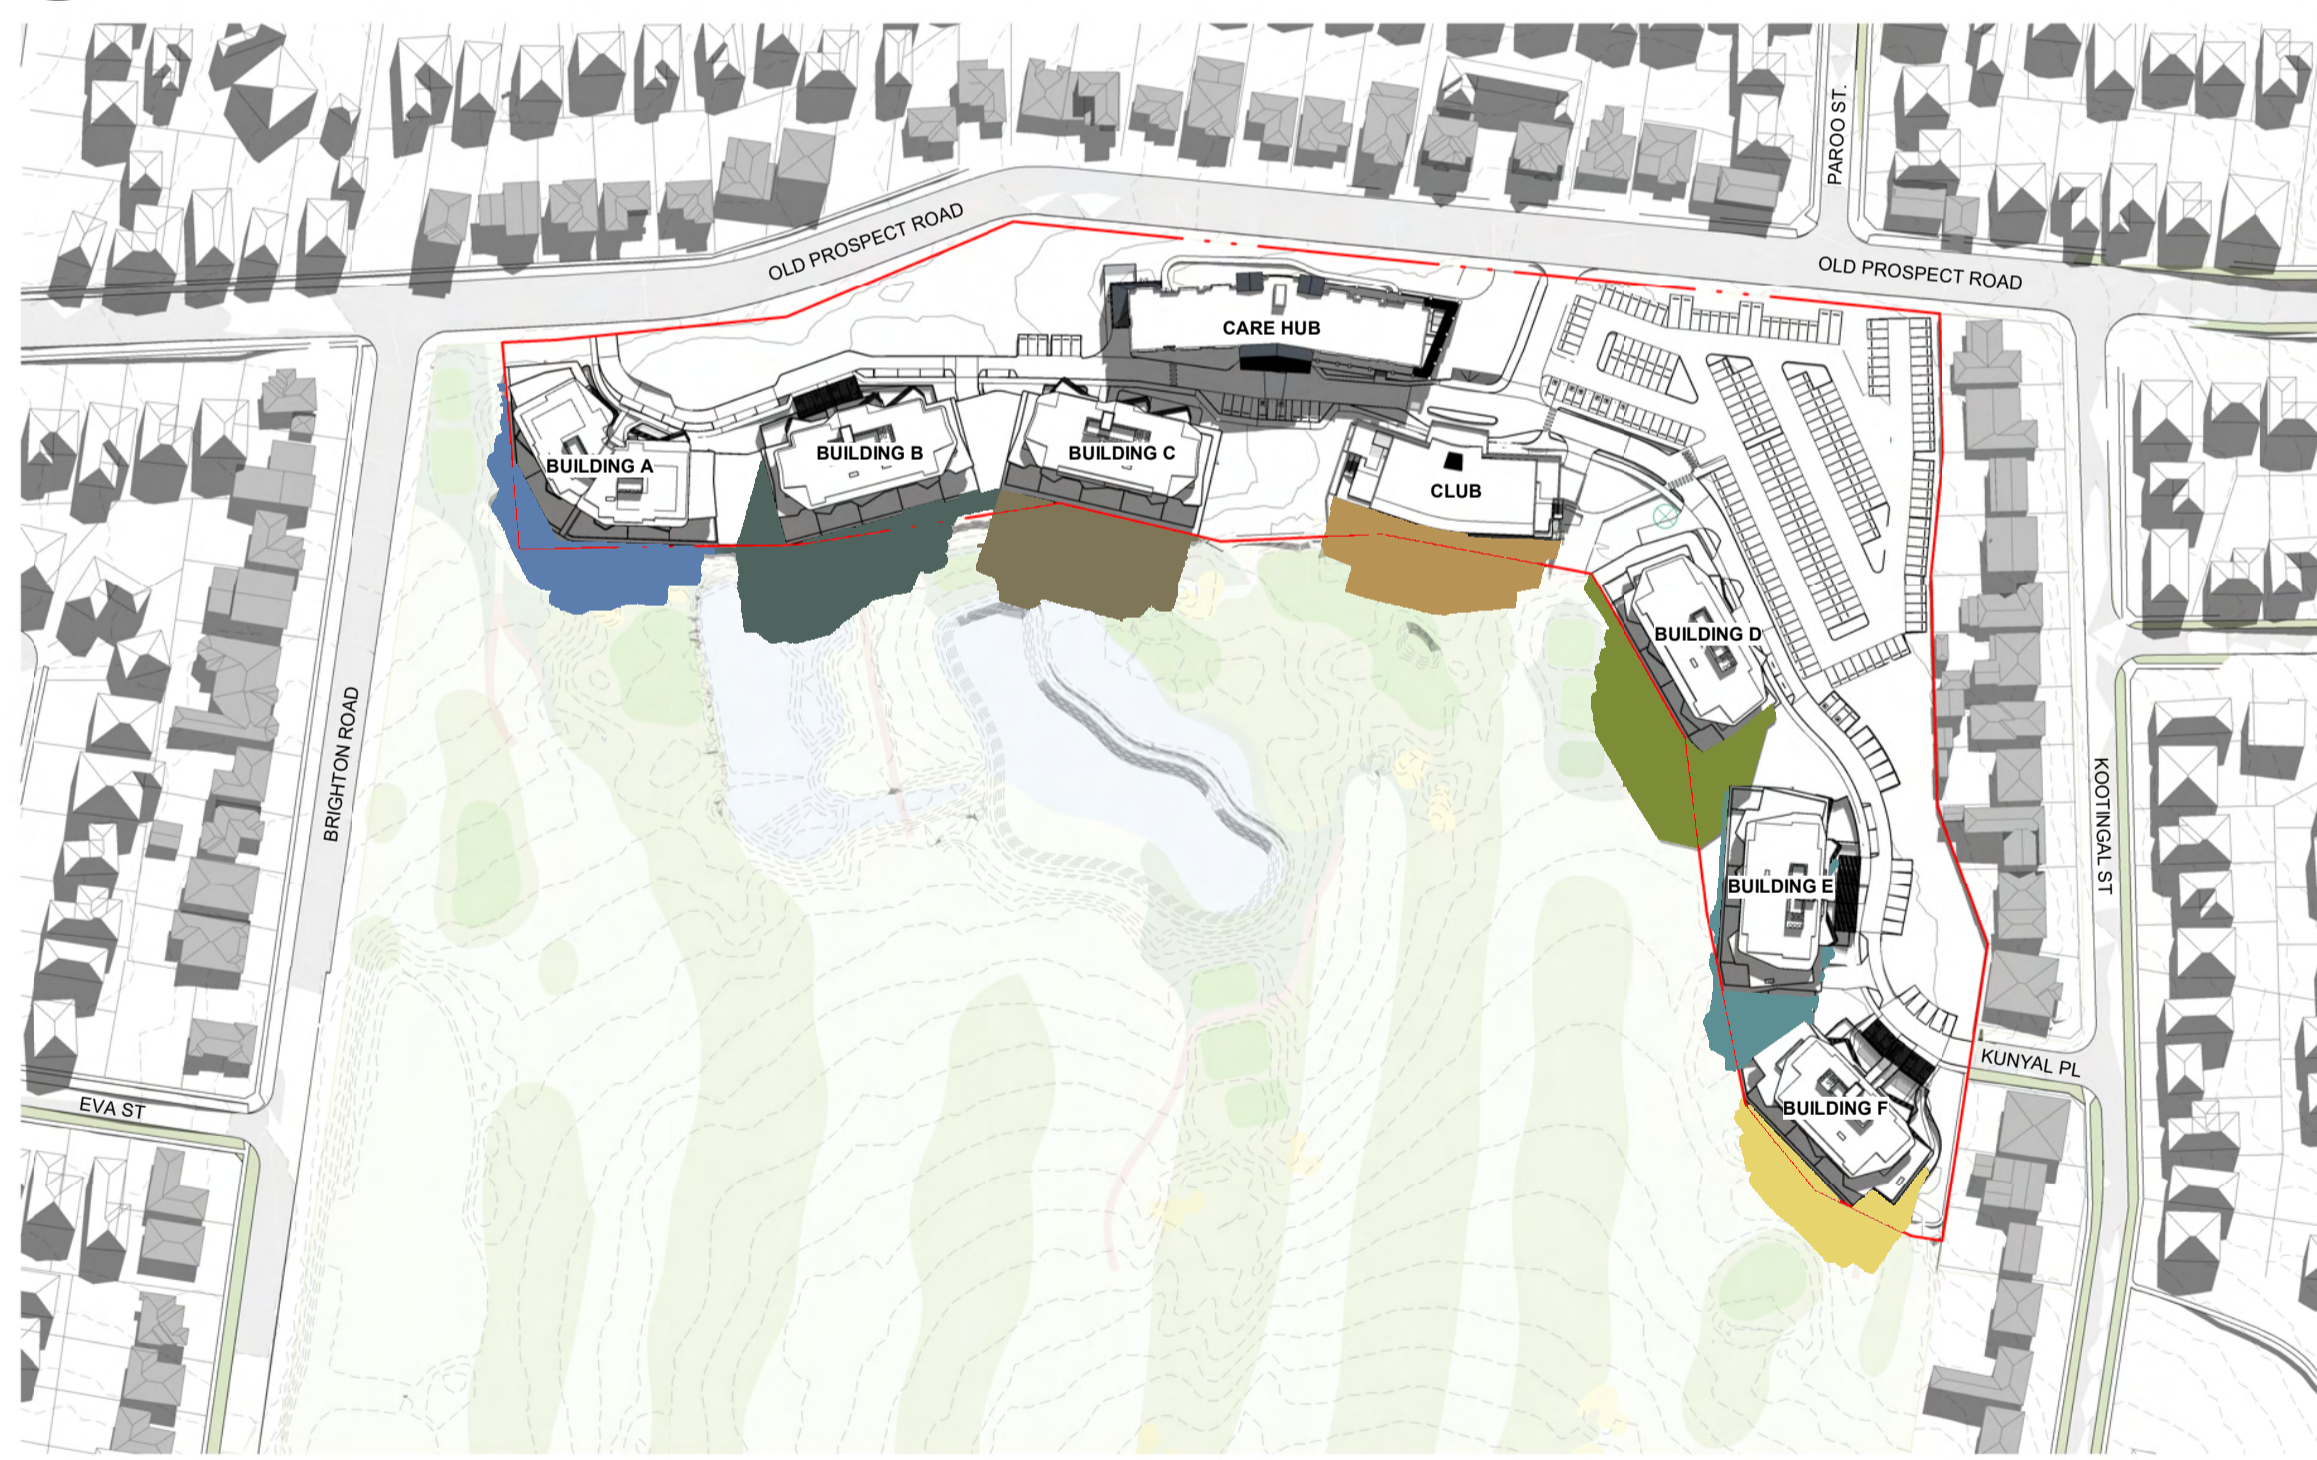 PAROO ST.
OLD PROSPECT ROAD
OLD PROSPECT ROAD
CARE HUB
BUILDING A
BUILDING B
BUILDING C
CLUB
BUILDING D
BRIGHTON ROAD
KOOTINGAL ST
BUILDING E
KUNYAL PL
EVA ST
BUILDING F